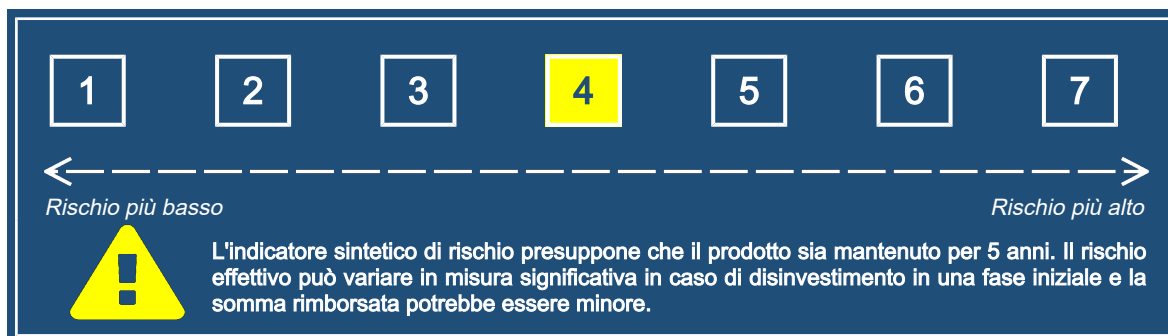 1 2 3 4 5 6 7
Rischio più basso Rischio più alto
L'indicatore sintetico di rischio presuppone che il prodotto sia mantenuto per 5 anni. Il rischio
effettivo può variare in misura significativa in caso di disinvestimento in una fase iniziale e la
somma rimborsata potrebbe essere minore.